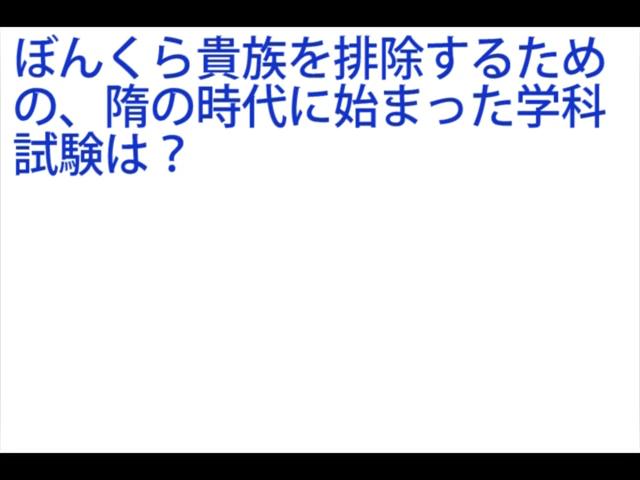 ぼんくら貴族を排除するため
の、隋の時代に始まった学科
試験は？